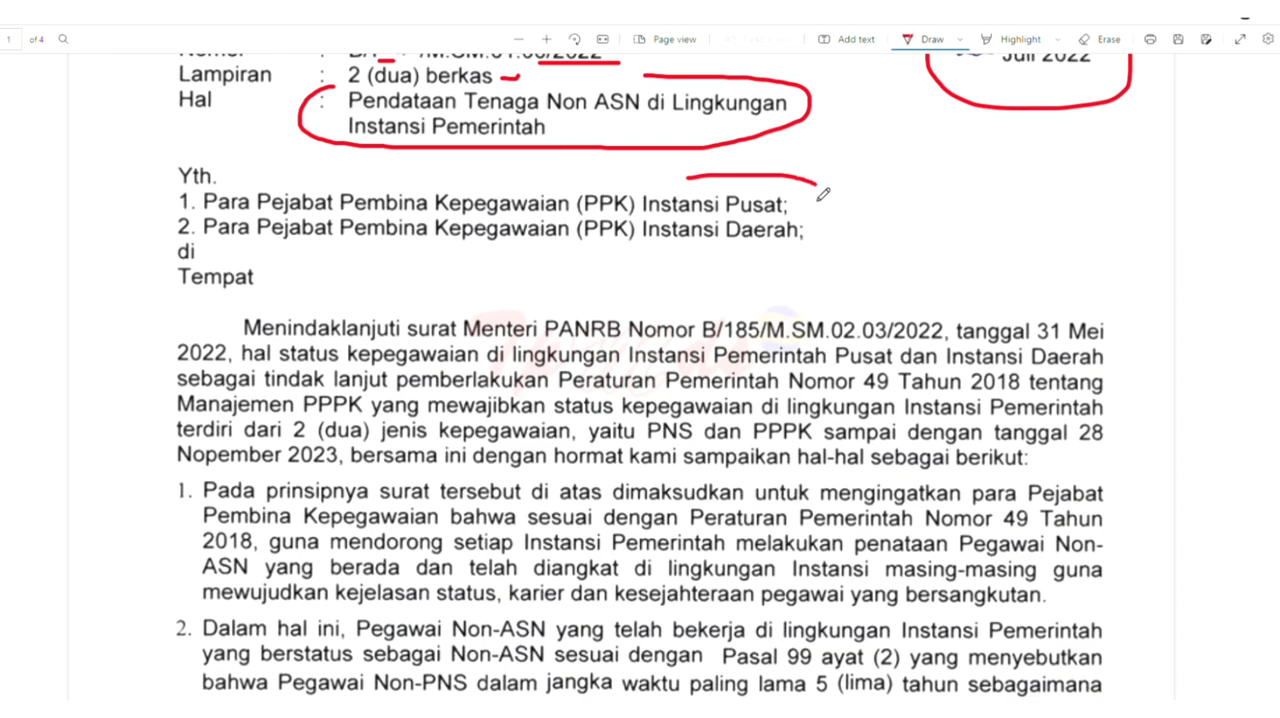 1 of 4 Page view Add text Draw Highlight Erase
Juli 2022
Lampiran : 2 (dua) berkas
Hal : Pendataan Tenaga Non ASN di Lingkungan
Instansi Pemerintah
Yth.
1. Para Pejabat Pembina Kepegawaian (PPK) Instansi Pusat;
2. Para Pejabat Pembina Kepegawaian (PPK) Instansi Daerah;
di
Tempat
Menindaklanjuti surat Menteri PANRB Nomor B/185/M.SM.02.03/2022, tanggal 31 Mei
2022, hal status kepegawaian di lingkungan Instansi Pemerintah Pusat dan Instansi Daerah
sebagai tindak lanjut pemberlakukan Peraturan Pemerintah Nomor 49 Tahun 2018 tentang
Manajemen PPPK yang mewajibkan status kepegawaian di lingkungan Instansi Pemerintah
terdiri dari 2 (dua) jenis kepegawaian, yaitu PNS dan PPPK sampai dengan tanggal 28
Nopember 2023, bersama ini dengan hormat kami sampaikan hal-hal sebagai berikut:
1. Pada prinsipnya surat tersebut di atas dimaksudkan untuk mengingatkan para Pejabat
Pembina Kepegawaian bahwa sesuai dengan Peraturan Pemerintah Nomor 49 Tahun
2018, guna mendorong setiap Instansi Pemerintah melakukan penataan Pegawai Non-
ASN yang berada dan telah diangkat di lingkungan Instansi masing-masing guna
mewujudkan kejelasan status, karier dan kesejahteraan pegawai yang bersangkutan.
2. Dalam hal ini, Pegawai Non-ASN yang telah bekerja di lingkungan Instansi Pemerintah
yang berstatus sebagai Non-ASN sesuai dengan Pasal 99 ayat (2) yang menyebutkan
bahwa Pegawai Non-PNS dalam jangka waktu paling lama 5 (lima) tahun sebagaimana